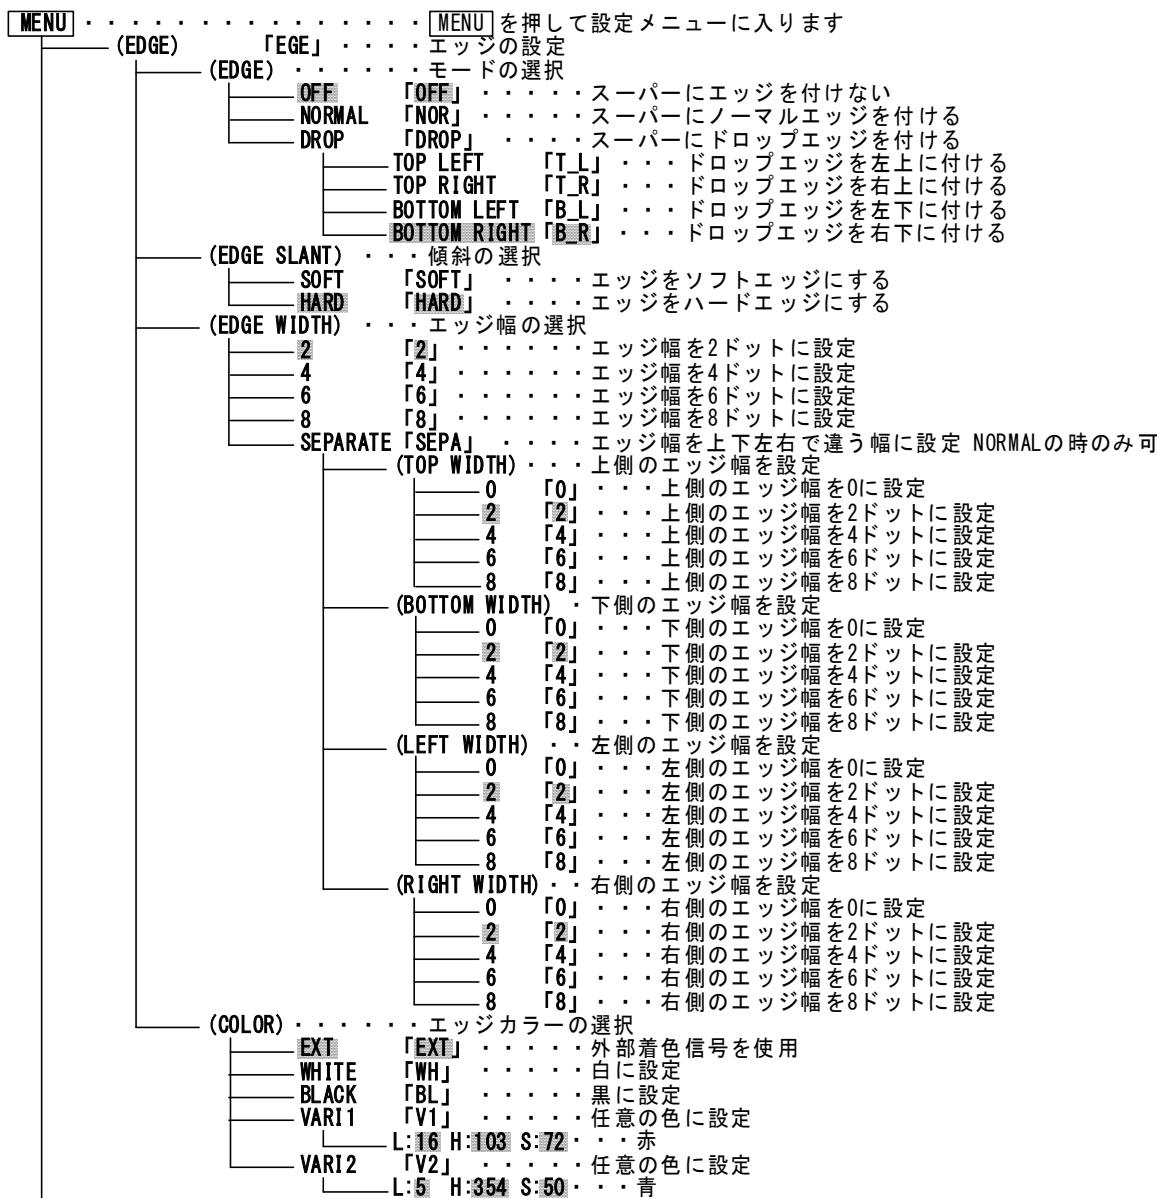 MENU ・・・・・・・・・・・・・・・ MENU を押して設定メニューに入ります
(EDGE) 「EGE」・・・・エッジの設定
(EDGE) ・・・・・・モードの選択
OFF 「OFF」・・・・・スーパーにエッジを付けない
NORMAL 「NOR」・・・・・スーパーにノーマルエッジを付ける
DROP 「DROP」・・・・スーパーにドロップエッジを付ける
TOP LEFT 「T_L」・・・ドロップエッジを左上に付ける
TOP RIGHT 「T_R」・・・ドロップエッジを右上に付ける
BOTTOM LEFT 「B_L」・・・ドロップエッジを左下に付ける
BOTTOM RIGHT 「B_R」・・・ドロップエッジを右下に付ける
(EDGE SLANT) ・・・傾斜の選択
SOFT 「SOFT」・・・・エッジをソフトエッジにする
HARD 「HARD」・・・・エッジをハードエッジにする
(EDGE WIDTH) ・・・エッジ幅の選択
2 「2」・・・・・・エッジ幅を2ドットに設定
4 「4」・・・・・・エッジ幅を4ドットに設定
6 「6」・・・・・・エッジ幅を6ドットに設定
8 「8」・・・・・・エッジ幅を8ドットに設定
SEPARATE 「SEPA」・・・・エッジ幅を上下左右で違う幅に設定 NORMALの時のみ可
(TOP WIDTH)・・・上側のエッジ幅を設定
0 「0」・・・上側のエッジ幅を0に設定
2 「2」・・・上側のエッジ幅を2ドットに設定
4 「4」・・・上側のエッジ幅を4ドットに設定
6 「6」・・・上側のエッジ幅を6ドットに設定
8 「8」・・・上側のエッジ幅を8ドットに設定
(BOTTOM WIDTH) ・下側のエッジ幅を設定
0 「0」・・・下側のエッジ幅を0に設定
2 「2」・・・下側のエッジ幅を2ドットに設定
4 「4」・・・下側のエッジ幅を4ドットに設定
6 「6」・・・下側のエッジ幅を6ドットに設定
8 「8」・・・下側のエッジ幅を8ドットに設定
(LEFT WIDTH) ・・左側のエッジ幅を設定
0 「0」・・・左側のエッジ幅を0に設定
2 「2」・・・左側のエッジ幅を2ドットに設定
4 「4」・・・左側のエッジ幅を4ドットに設定
6 「6」・・・左側のエッジ幅を6ドットに設定
8 「8」・・・左側のエッジ幅を8ドットに設定
(RIGHT WIDTH)・・右側のエッジ幅を設定
0 「0」・・・右側のエッジ幅を0に設定
2 「2」・・・右側のエッジ幅を2ドットに設定
4 「4」・・・右側のエッジ幅を4ドットに設定
6 「6」・・・右側のエッジ幅を6ドットに設定
8 「8」・・・右側のエッジ幅を8ドットに設定
(COLOR)・・・・・・エッジカラーの選択
EXT 「EXT」・・・・・外部着色信号を使用
WHITE 「WH」・・・・・白に設定
BLACK 「BL」・・・・・黒に設定
VARI1 「V1」・・・・・任意の色に設定
L:16 H:103 S:72・・・赤
VARI2 「V2」・・・・・任意の色に設定
L:5 H:354 S:50・・・青